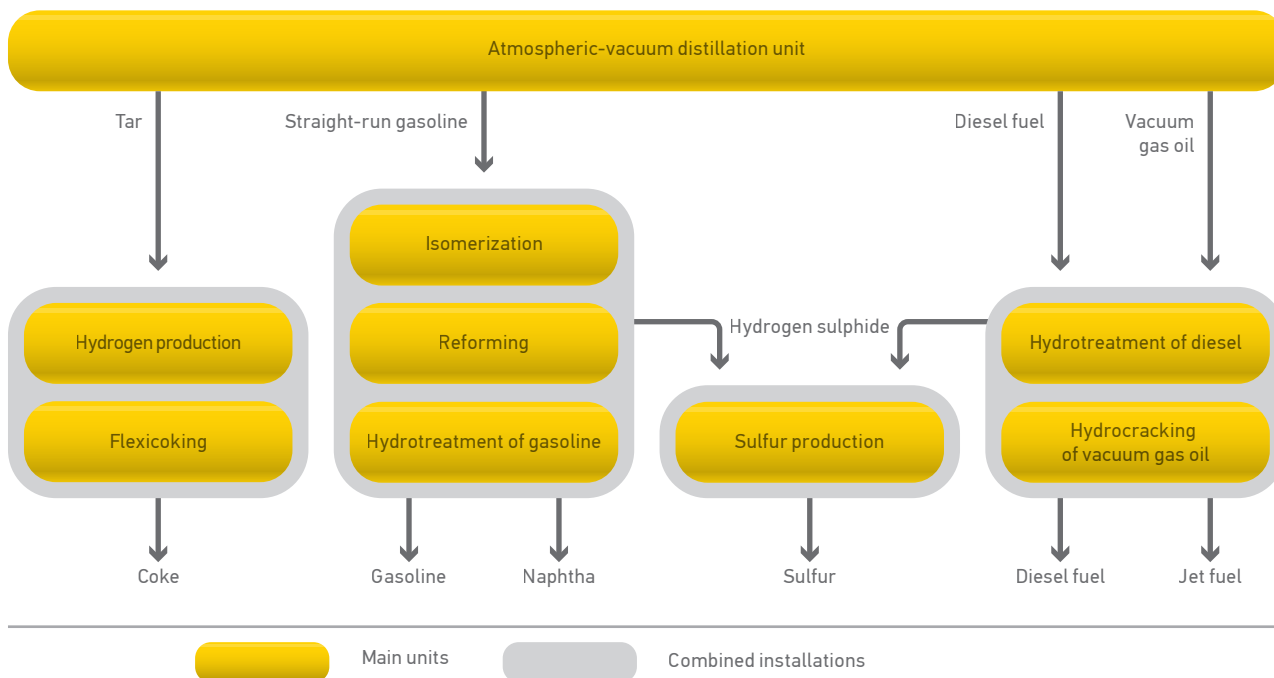 Atmospheric-vacuum distillation unit
Tar
Straight-run gasoline
Diesel fuel
Vacuum
gas oil
Isomerization
Hydrogen production
Reforming
Hydrogen sulphide
Hydrotreatment of diesel
Flexicoking
Hydrotreatment of gasoline
Sulfur production
Hydrocracking
of vacuum gas oil
Coke
Gasoline
Naphtha
Sulfur
Diesel fuel
Jet fuel
Main units
Combined installations